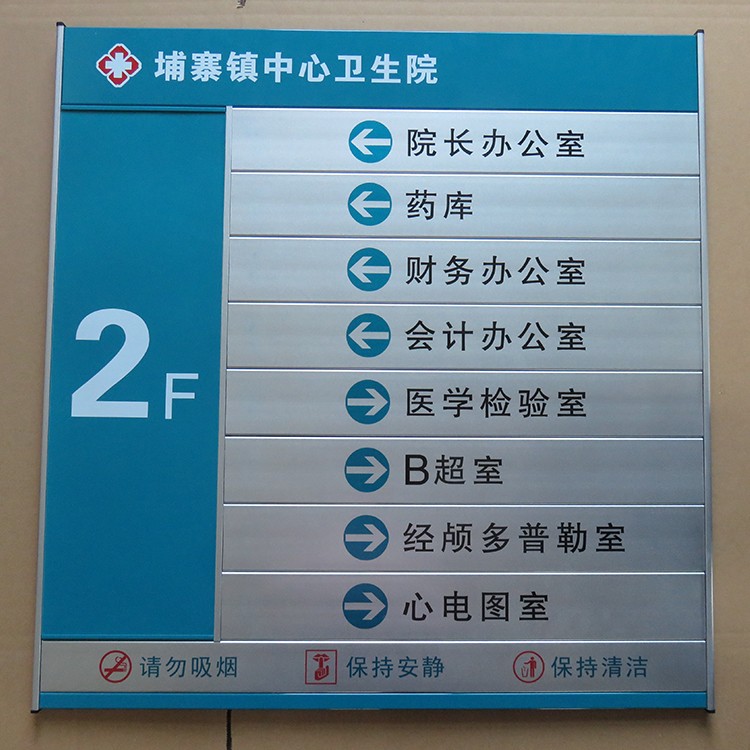 埔寨镇中心卫生院
2F
院长办公室
药库
财务办公室
会计办公室
医学检验室
B超室
经颅多普勒室
心电图室
请勿吸烟 保持安静 保持清洁